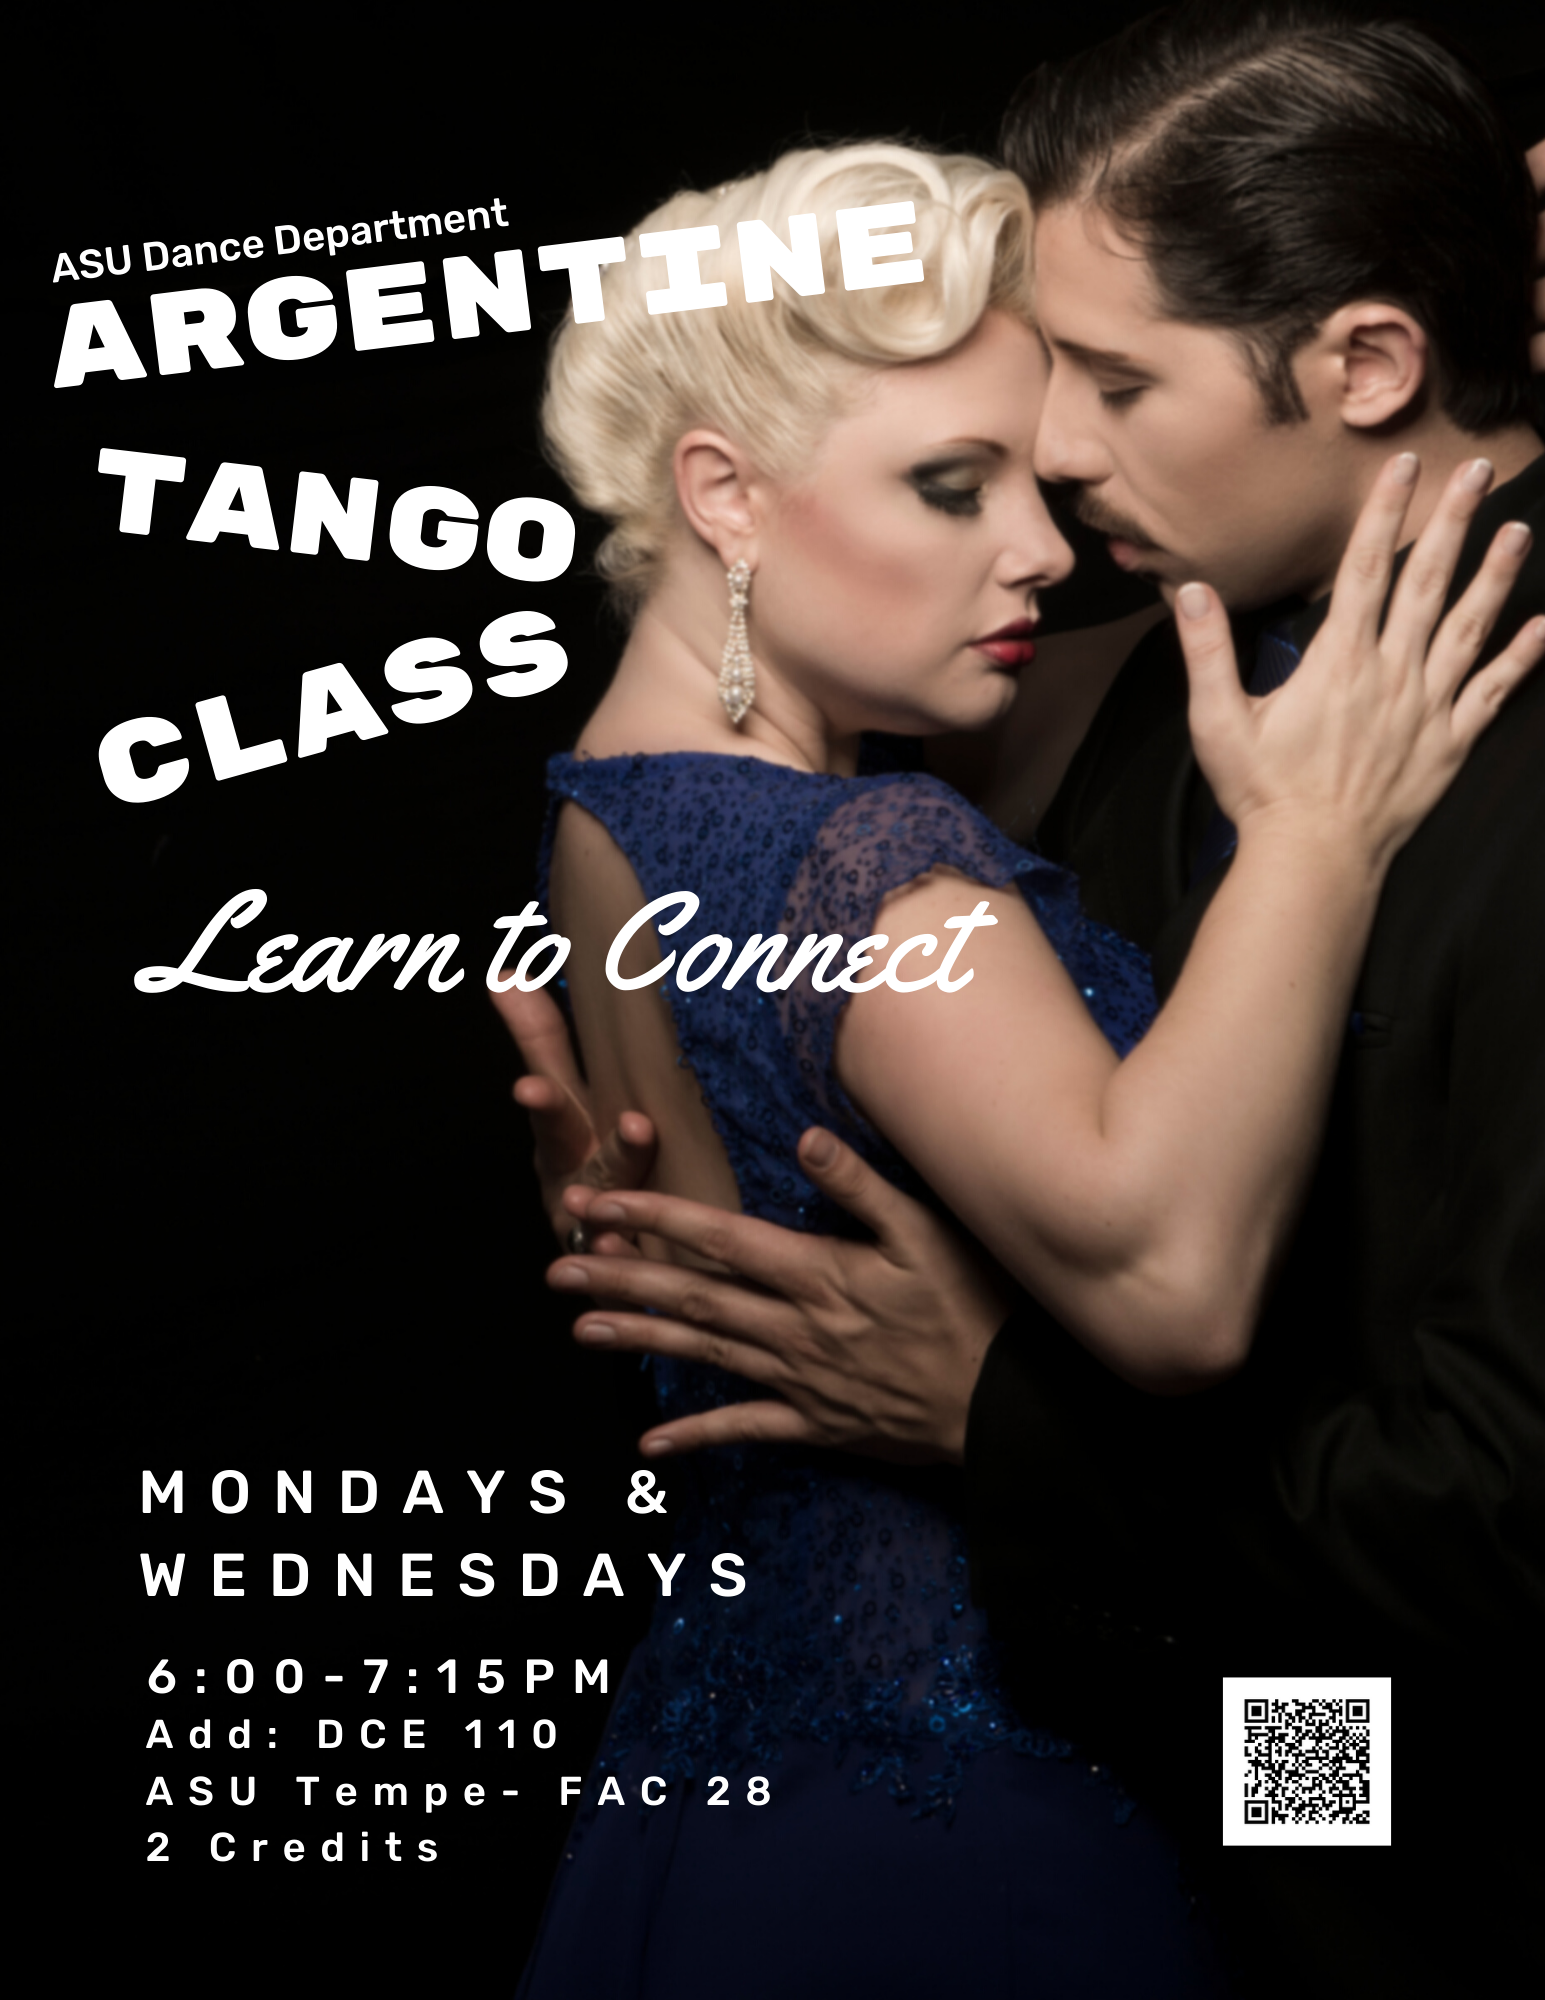 ASU Dance Department
ARGENTINE
TANGO
CLASS
Learn to Connect
MONDAYS &
WEDNESDAYS
6:00-7:15PM
Add: DCE 110
ASU Tempe- FAC 28
2 Credits